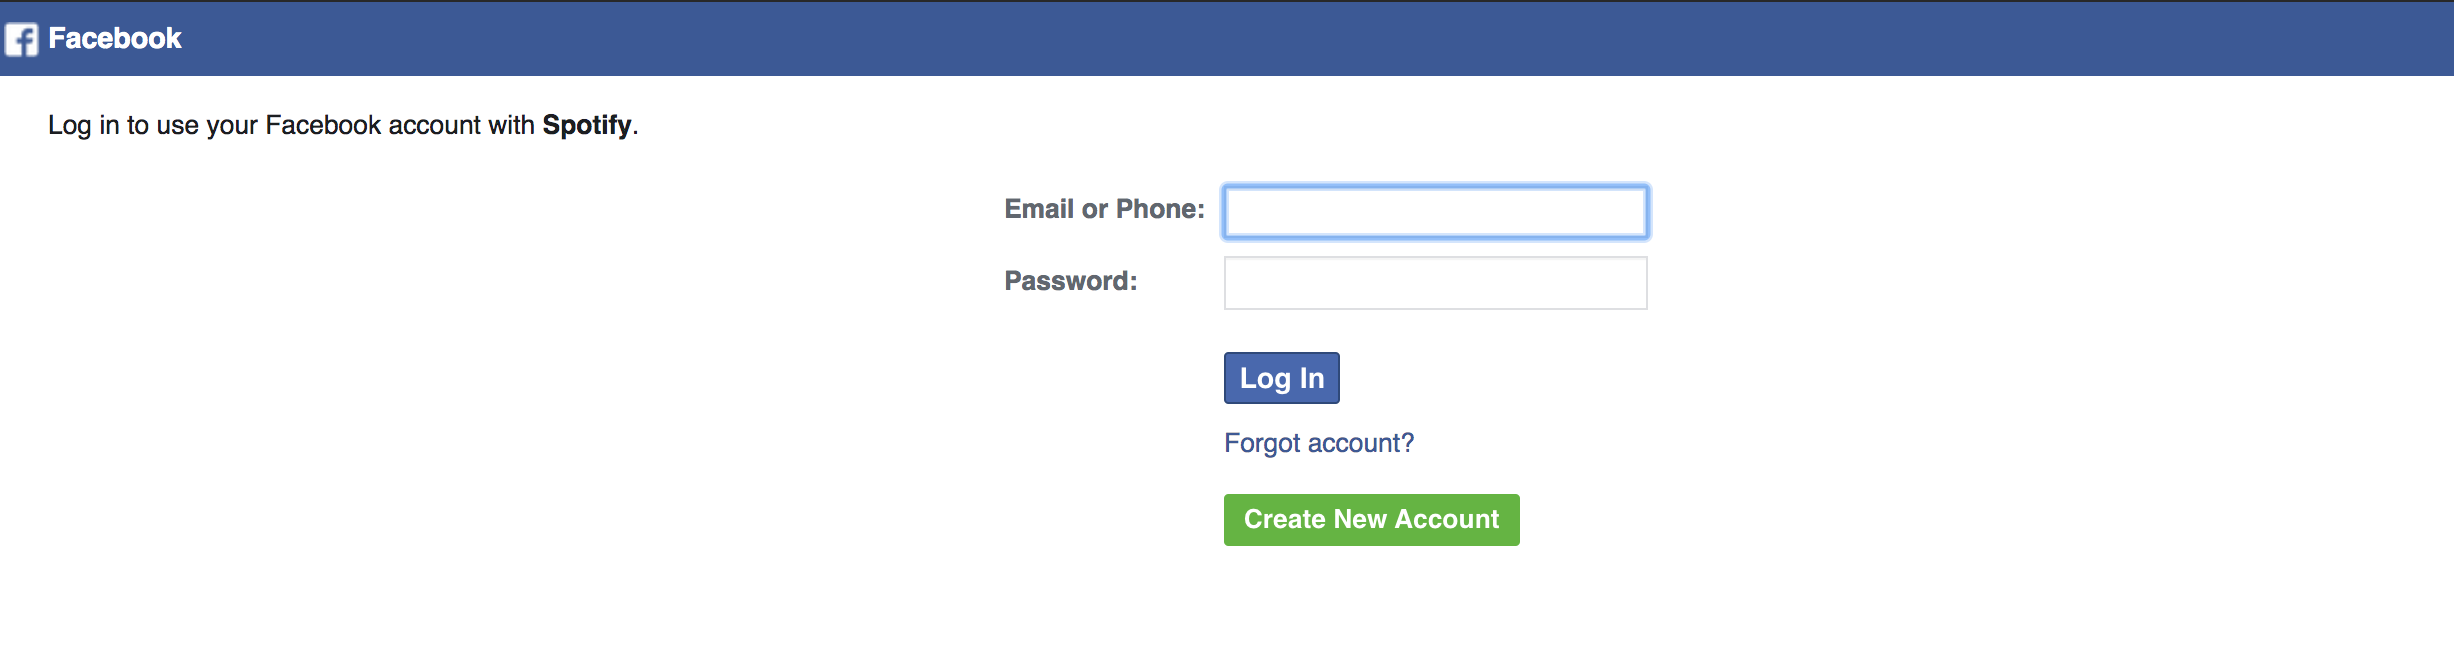 Facebook
Log in to use your Facebook account with Spotify.
Email or Phone:
Password:
Log In
Forgot account?
Create New Account